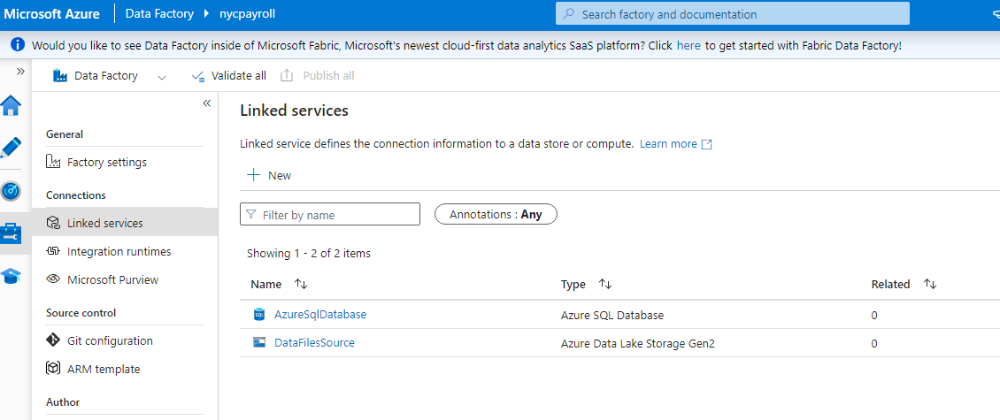 Microsoft Azure Data Factory nycpayroll Search factory and documentation
Would you like to see Data Factory inside of Microsoft Fabric, Microsoft's newest cloud-first data analytics SaaS platform? Click here to get started with Fabric Data Factory!
Data Factory Validate all Publish all
General
Factory settings
Connections
Linked services
Integration runtimes
Microsoft Purview
Source control
Git configuration
ARM template
Author
Linked services
Linked service defines the connection information to a data store or compute. Learn more
New
Filter by name Annotations : Any
Showing 1 - 2 of 2 items
Name Type Related
SQL AzureSqlDatabase Azure SQL Database 0
DataFilesSource Azure Data Lake Storage Gen2 0